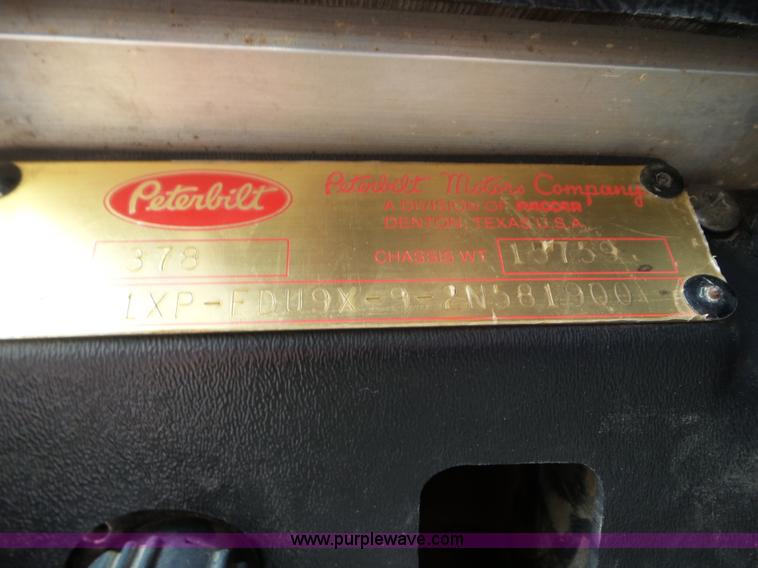 Peterbilt
Peterbilt Motors Company
A DIVISION OF PACCAR
DENTON, TEXAS U.S.A.
378
CHASSIS WT. 15759
1XP-FDU9X-9-2N581900
www.purplewave.com